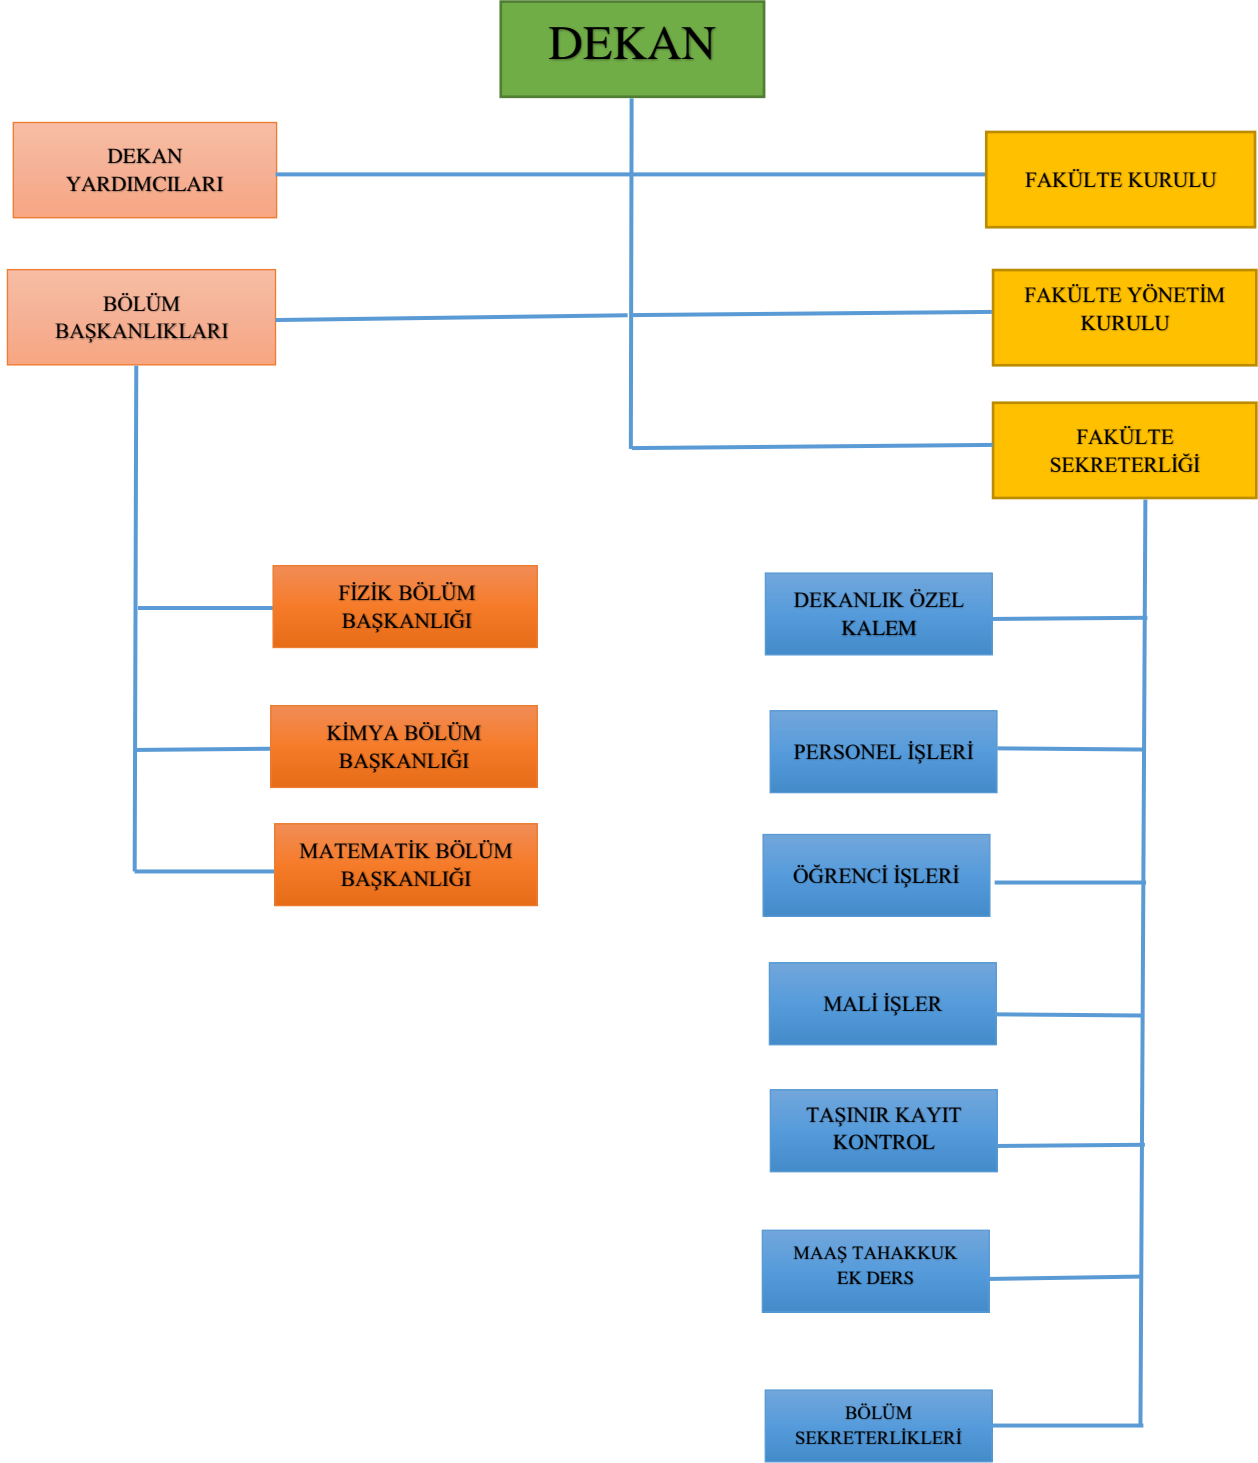 DEKAN
DEKAN
YARDIMCILARI
FAKÜLTE KURULU
BÖLÜM
BAŞKANLIKLARI
FAKÜLTE YÖNETİM
KURULU
FAKÜLTE
SEKRETERLİĞİ
FİZİK BÖLÜM
BAŞKANLIĞI
KİMYA BÖLÜM
BAŞKANLIĞI
MATEMATİK BÖLÜM
BAŞKANLIĞI
DEKANLIK ÖZEL
KALEM
PERSONEL İŞLERİ
ÖĞRENCİ İŞLERİ
MALİ İŞLER
TAŞINIR KAYIT
KONTROL
MAAŞ TAHAKKUK
EK DERS
BÖLÜM
SEKRETERLİKLERİ